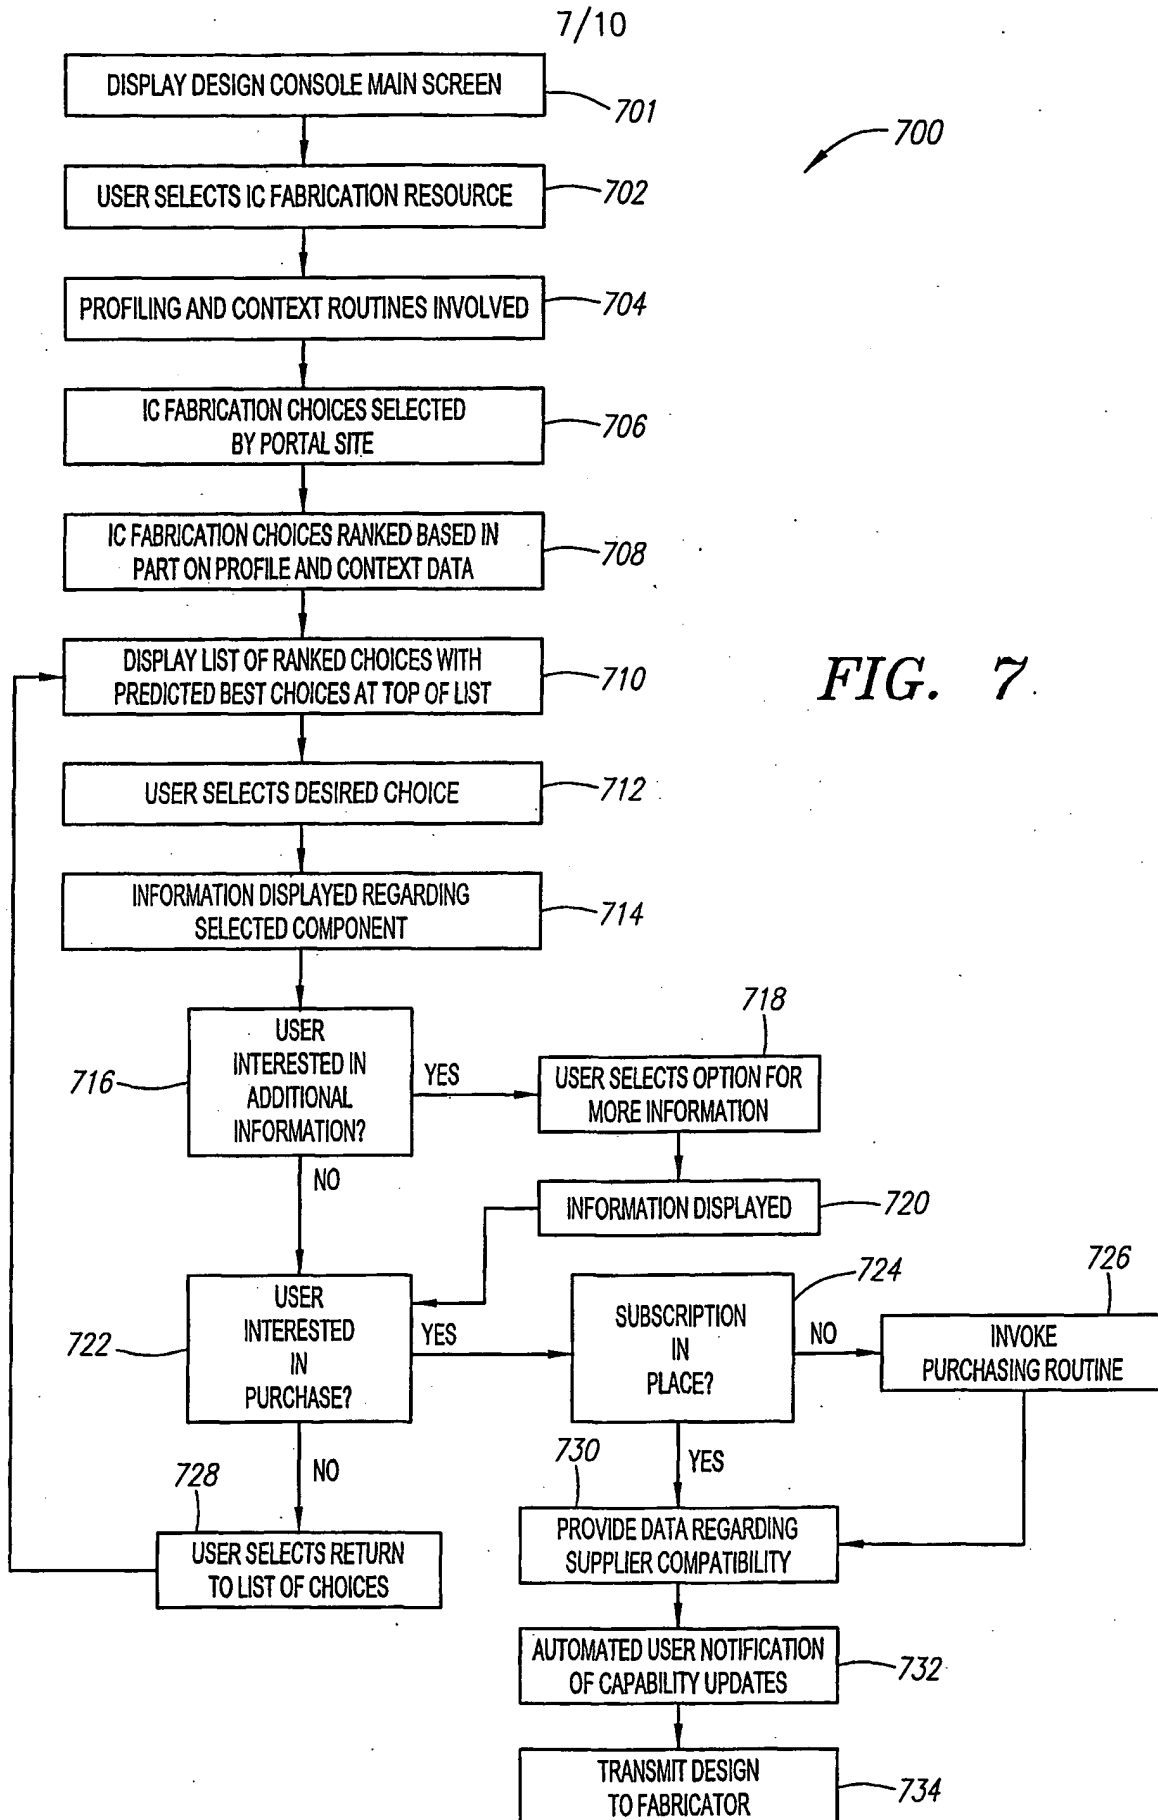 7/10
DISPLAY DESIGN CONSOLE MAIN SCREEN
701
700
USER SELECTS IC FABRICATION RESOURCE
702
PROFILING AND CONTEXT ROUTINES INVOLVED
704
IC FABRICATION CHOICES SELECTED
BY PORTAL SITE
706
IC FABRICATION CHOICES RANKED BASED IN
PART ON PROFILE AND CONTEXT DATA
708
DISPLAY LIST OF RANKED CHOICES WITH
PREDICTED BEST CHOICES AT TOP OF LIST
710
FIG. 7
USER SELECTS DESIRED CHOICE
712
INFORMATION DISPLAYED REGARDING
SELECTED COMPONENT
714
USER
INTERESTED IN
ADDITIONAL
INFORMATION?
716
YES
NO
718
USER SELECTS OPTION FOR
MORE INFORMATION
INFORMATION DISPLAYED
720
USER
INTERESTED
IN
PURCHASE?
722
YES
NO
SUBSCRIPTION
IN
PLACE?
724
NO
YES
726
INVOKE
PURCHASING ROUTINE
728
USER SELECTS RETURN
TO LIST OF CHOICES
730
PROVIDE DATA REGARDING
SUPPLIER COMPATIBILITY
AUTOMATED USER NOTIFICATION
OF CAPABILITY UPDATES
732
TRANSMIT DESIGN
TO FABRICATOR
734